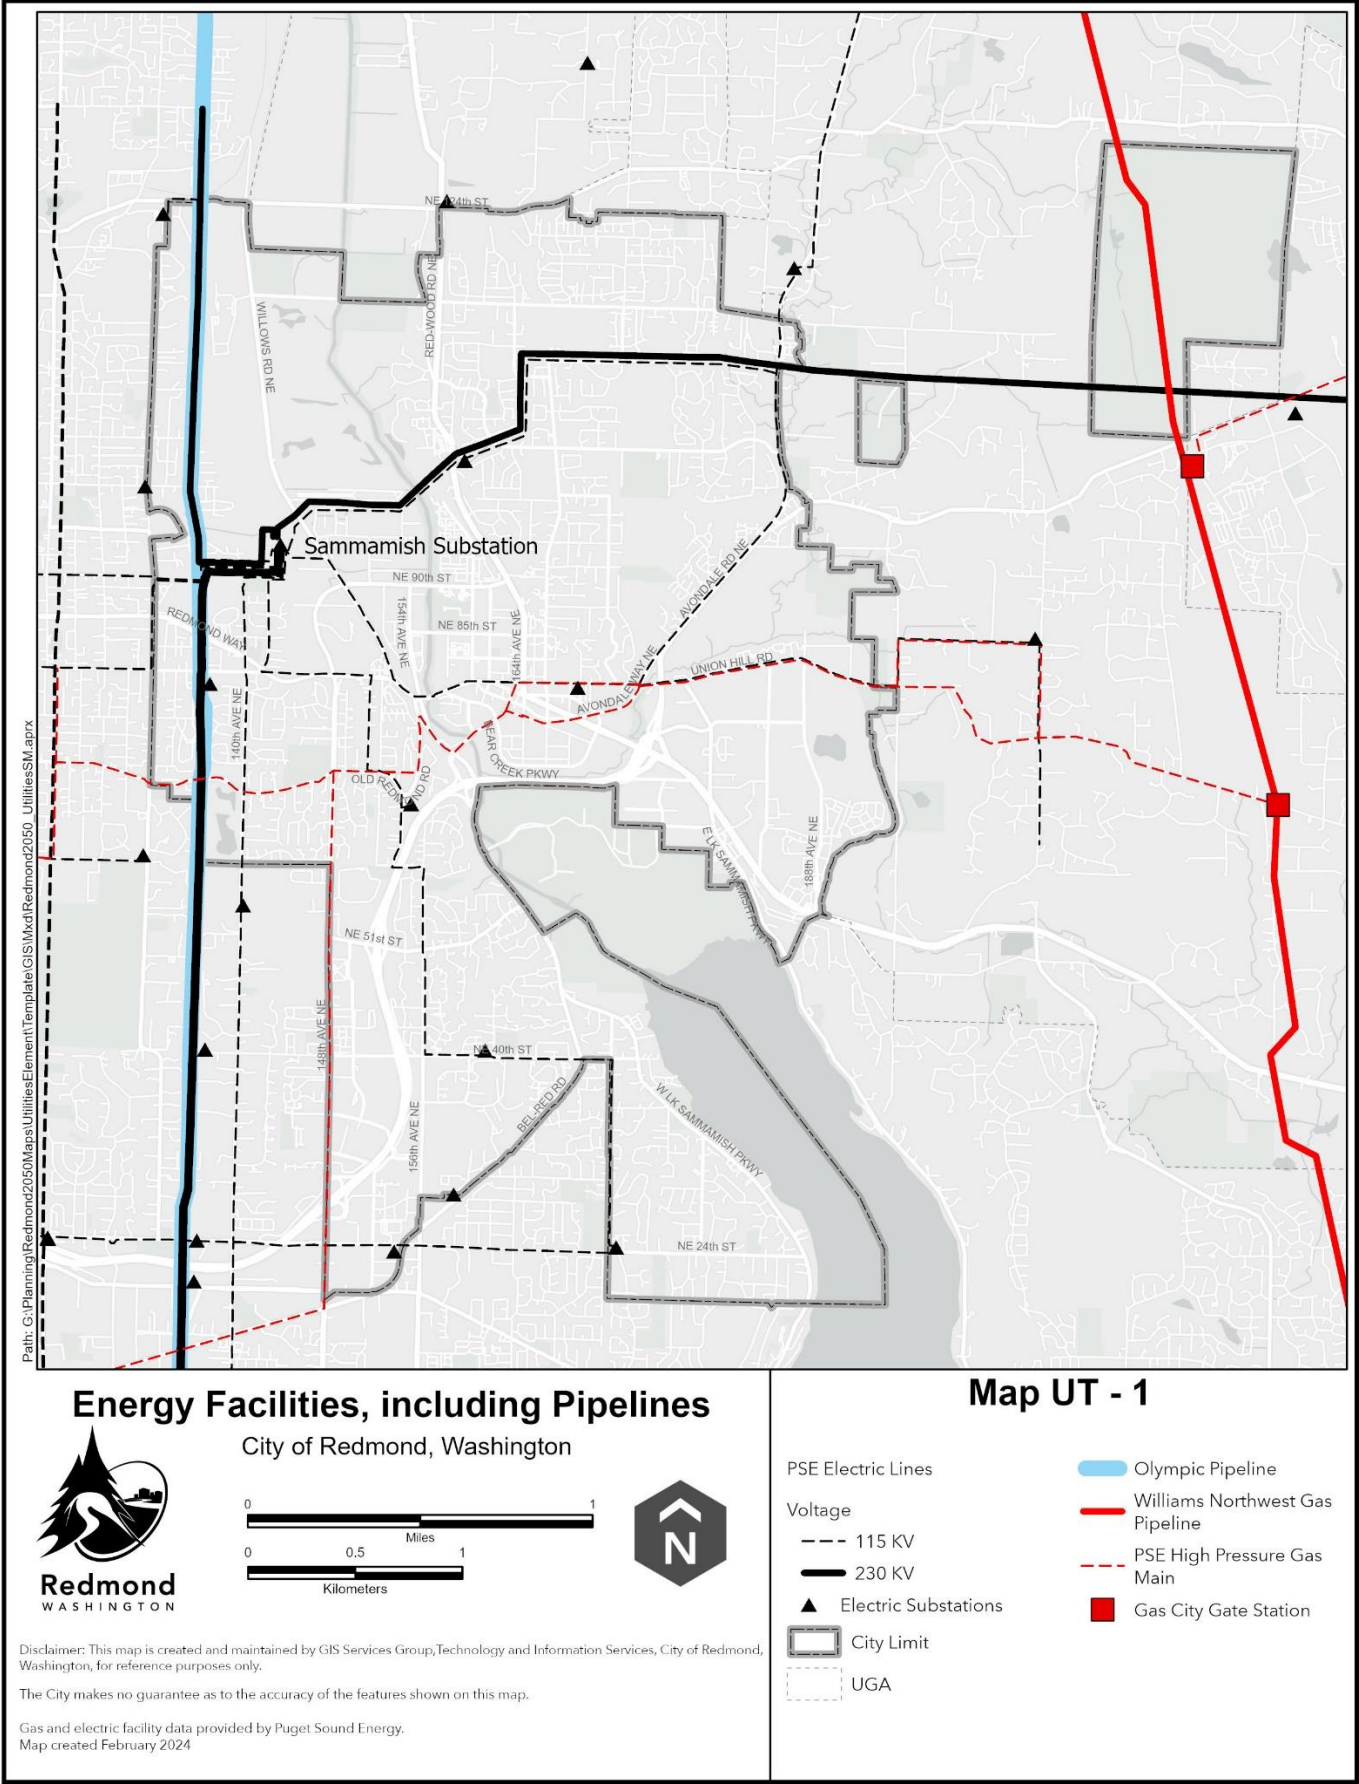 NE 124th ST
WILLOWS RD NE
RED-WOOD RD NE
Sammamish Substation
NE 90th ST
154th AVE NE
NE 85th ST
164th AVE NE
AVONDALE RD NE
REDMOND WAY
UNION HILL RD
AVONDALE WAY NE
140th AVE NE
BEAR CREEK PKWY
OLD REDMOND RD
E LK SAMMAMISH PKWY
188th AVE NE
NE 51st ST
148th AVE NE
NE 40th ST
BEL-RED RD
W LK SAMMAMISH PKWY
156th AVE NE
NE 24th ST
Path: G:\Planning\Redmond2050Maps\UtilitiesElement\Template\GIS\Mxd\Redmond2050_UtilitiesSM.aprx
Energy Facilities, including Pipelines
City of Redmond, Washington
Redmond
WASHINGTON
0 1
Miles
0 0.5 1
Kilometers
N
Disclaimer: This map is created and maintained by GIS Services Group,Technology and Information Services, City of Redmond,
Washington, for reference purposes only.
The City makes no guarantee as to the accuracy of the features shown on this map.
Gas and electric facility data provided by Puget Sound Energy.
Map created February 2024
Map UT - 1
PSE Electric Lines
Voltage
115 KV
230 KV
Electric Substations
City Limit
UGA
Olympic Pipeline
Williams Northwest Gas
Pipeline
PSE High Pressure Gas
Main
Gas City Gate Station